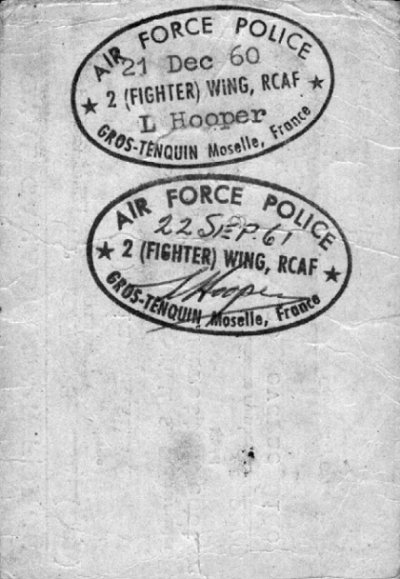 AIR FORCE POLICE
21 Dec 60
★ 2 (FIGHTER) WING, RCAF ★
L Hooper
GROS-TENQUIN Moselle, France
AIR FORCE POLICE
22 SEP. 61
★ 2 (FIGHTER) WING, RCAF ★
L Hooper
GROS-TENQUIN Moselle, France